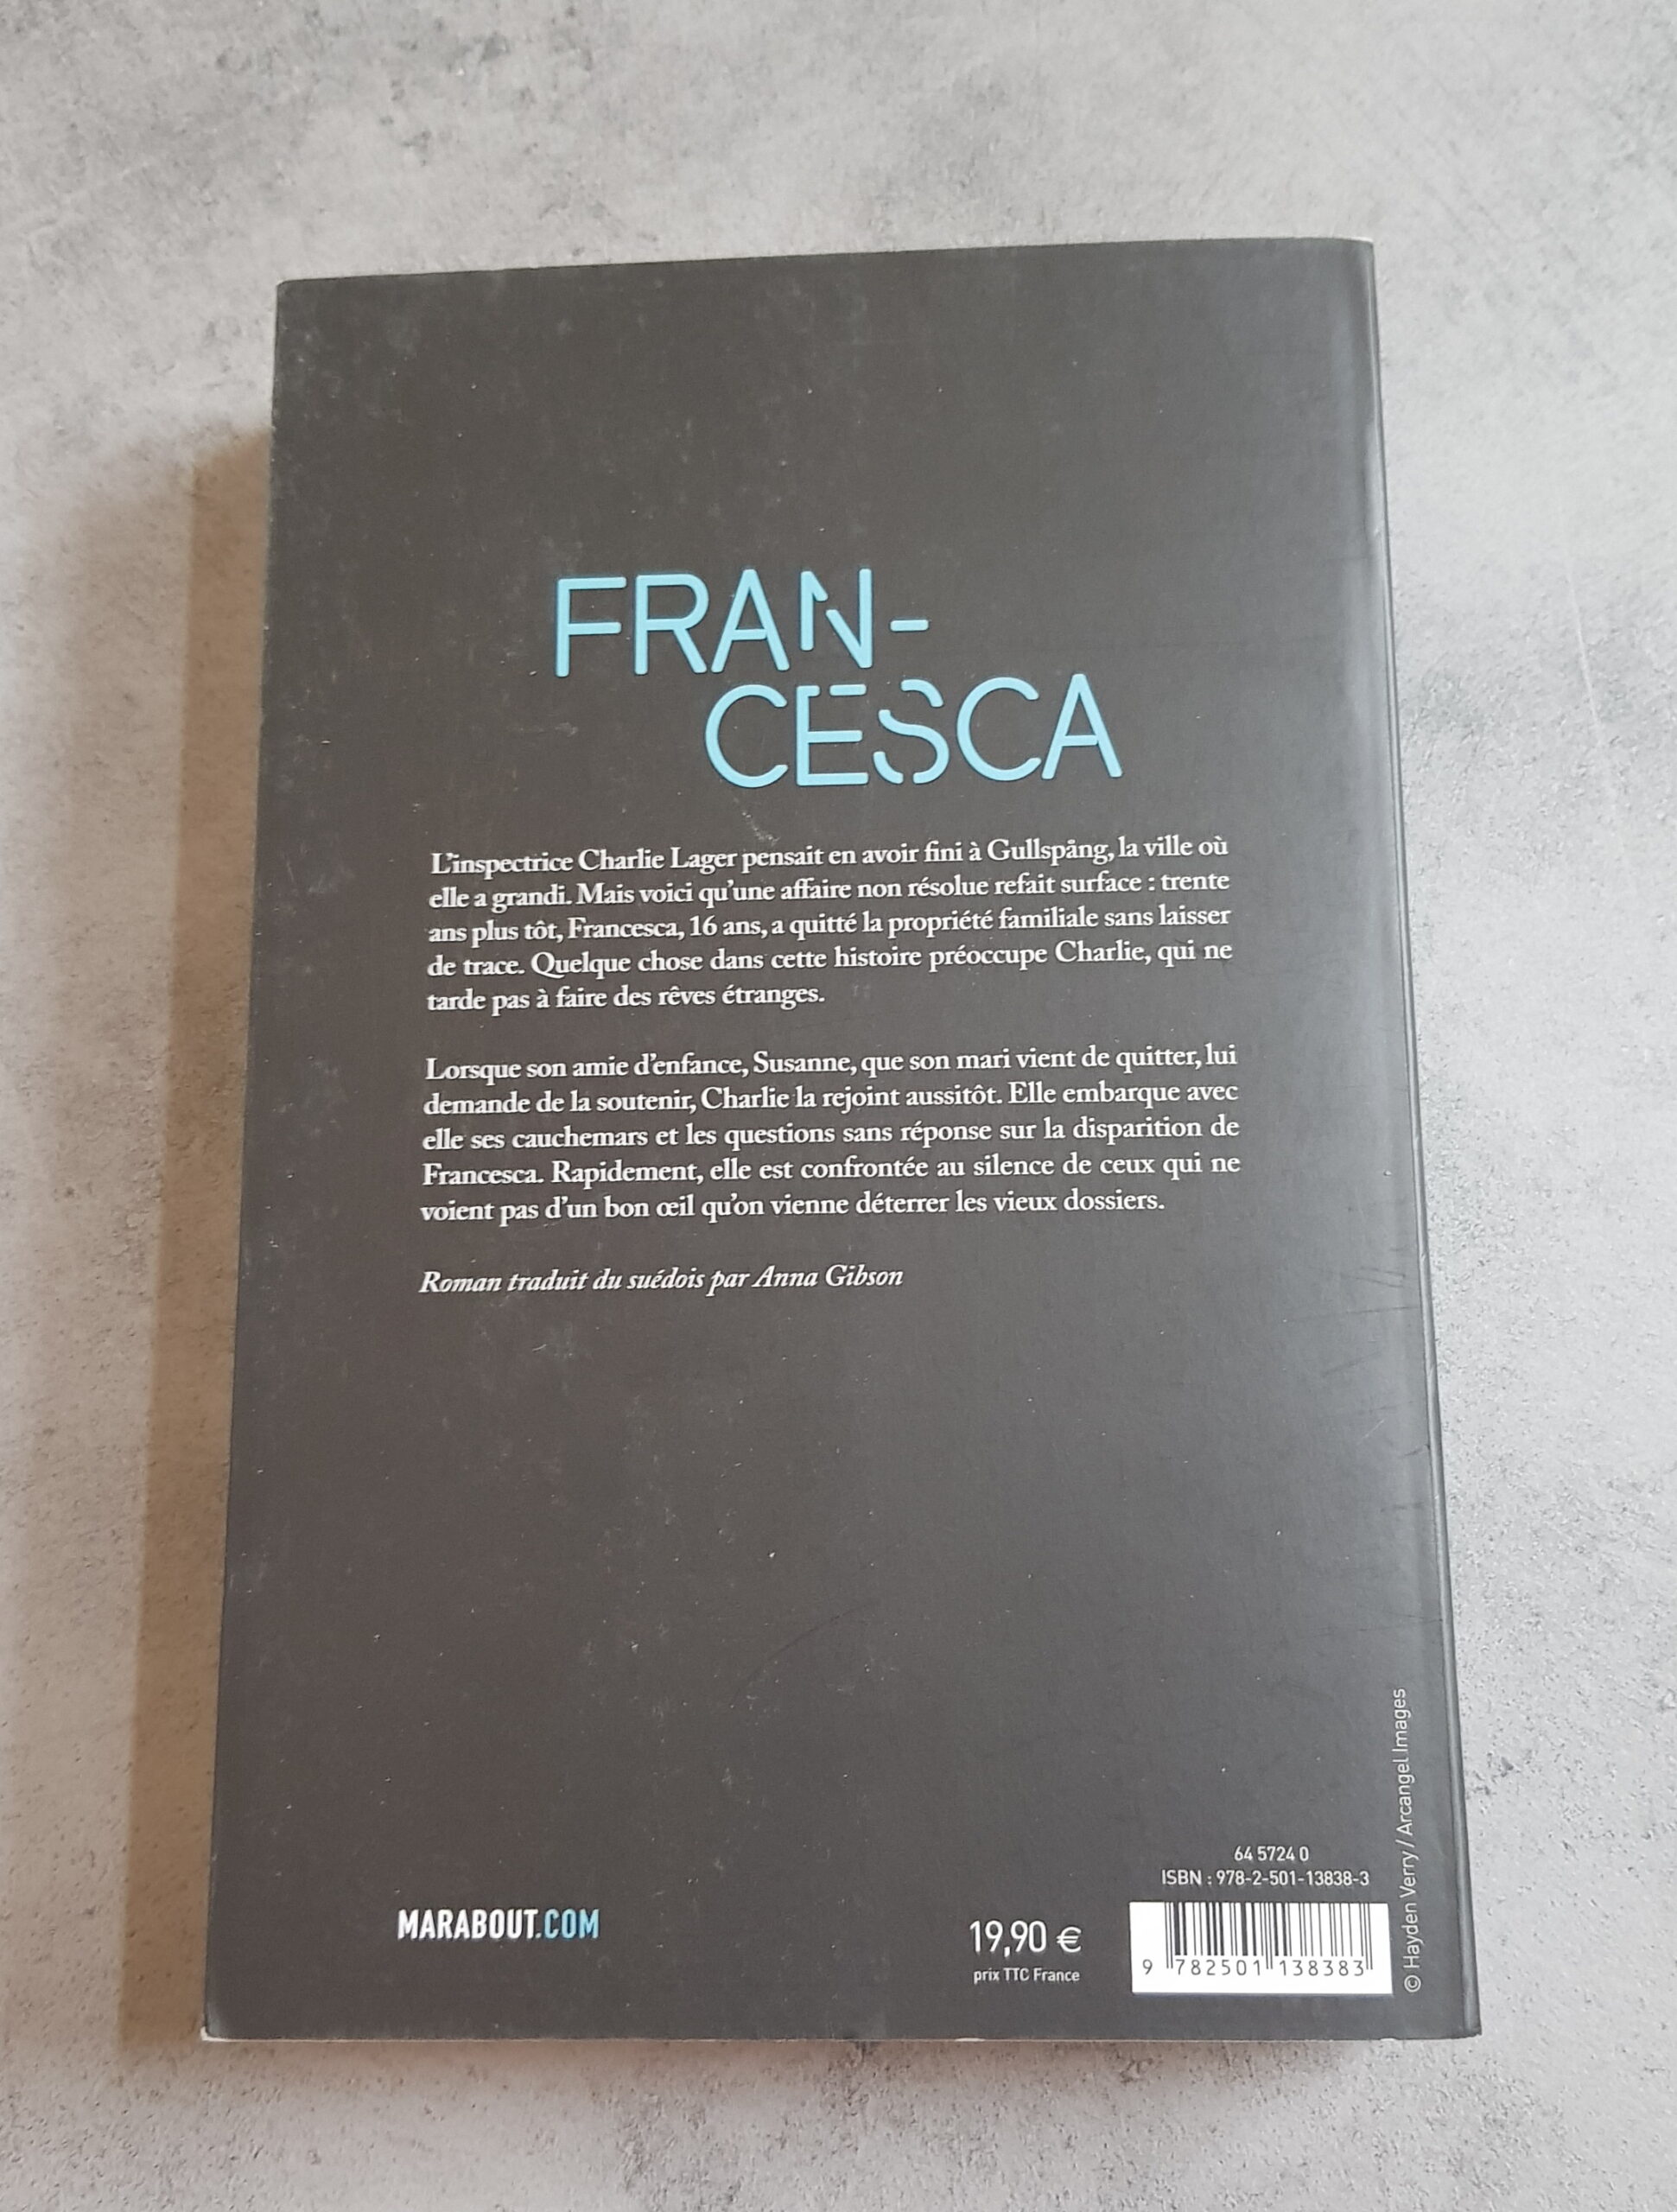 FRAN-
CESCA
L'inspectrice Charlie Lager pensait en avoir fini à Gullspång, la ville où
elle a grandi. Mais voici qu'une affaire non résolue refait surface : trente
ans plus tôt, Francesca, 16 ans, a quitté la propriété familiale sans laisser
de trace. Quelque chose dans cette histoire préoccupe Charlie, qui ne
tarde pas à faire des rêves étranges.
Lorsque son amie d'enfance, Susanne, que son mari vient de quitter, lui
demande de la soutenir, Charlie la rejoint aussitôt. Elle embarque avec
elle ses cauchemars et les questions sans réponse sur la disparition de
Francesca. Rapidement, elle est confrontée au silence de ceux qui ne
voient pas d'un bon œil qu'on vienne déterrer les vieux dossiers.
Roman traduit du suédois par Anna Gibson
MARABOUT.COM
19,90 €
prix TTC France
64 5724 0
ISBN : 978-2-501-13838-3
9 782501 138383
© Hayden Verry / Arcangel Images